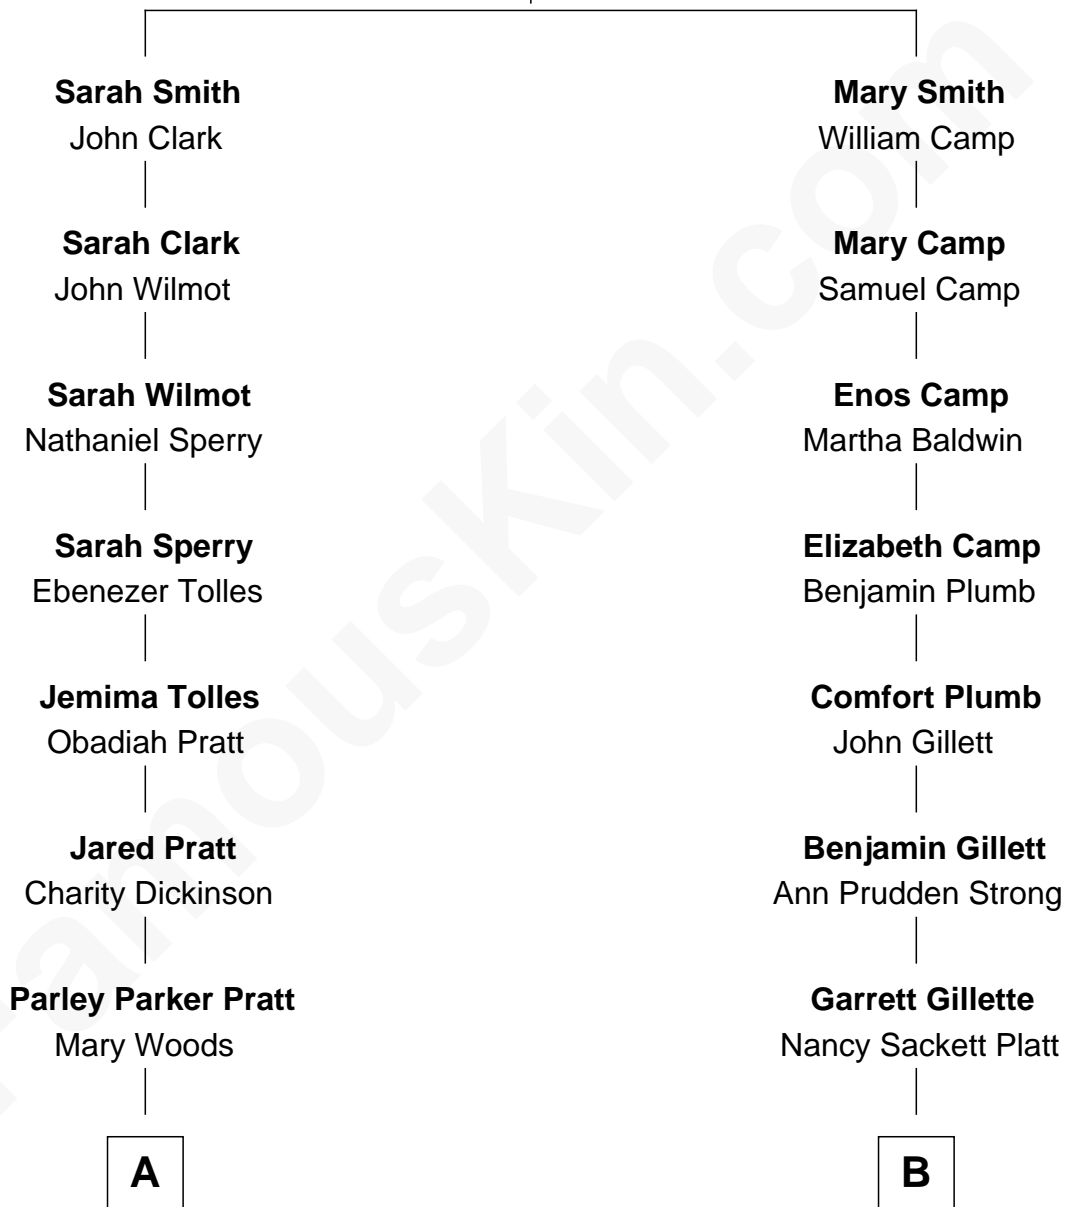 Sarah Smith
John Clark
Mary Smith
William Camp
Sarah Clark
John Wilmot
Mary Camp
Samuel Camp
Sarah Wilmot
Nathaniel Sperry
Enos Camp
Martha Baldwin
Sarah Sperry
Ebenezer Tolles
Elizabeth Camp
Benjamin Plumb
Jemima Tolles
Obadiah Pratt
Comfort Plumb
John Gillett
Jared Pratt
Charity Dickinson
Benjamin Gillett
Ann Prudden Strong
Parley Parker Pratt
Mary Woods
Garrett Gillette
Nancy Sackett Platt
A
B
FamousKin.com